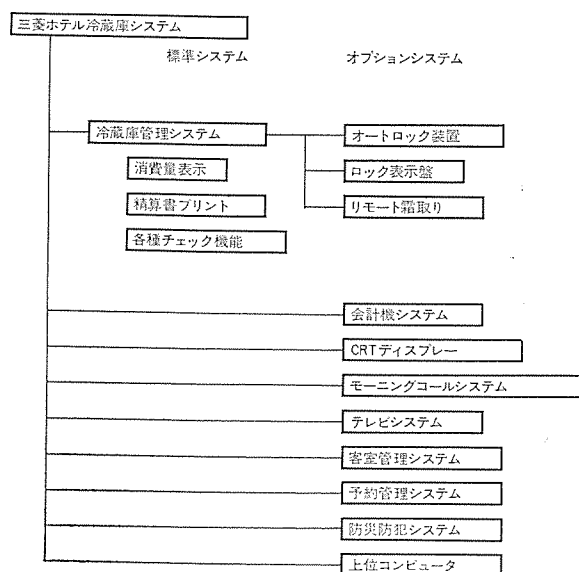 三菱ホテル冷蔵庫システム
標準システム
オプションシステム
冷蔵庫管理システム
オートロック装置
消費量表示
ロック表示盤
精算書プリント
リモート霜取り
各種チェック機能
会計機システム
CRTディスプレー
モーニングコールシステム
テレビシステム
客室管理システム
予約管理システム
防災防犯システム
上位コンピュータ